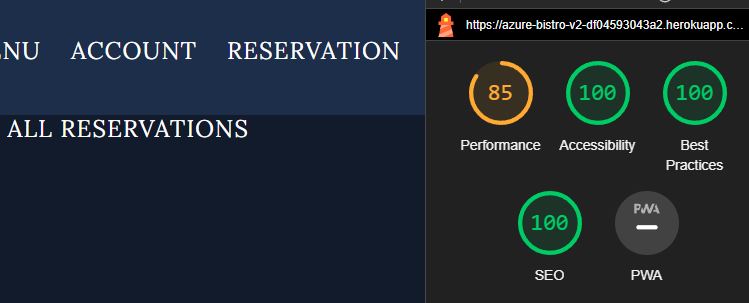 ENU ACCOUNT RESERVATION
ALL RESERVATIONS
https://azure-bistro-v2-df04593043a2.herokuapp.c...
85 100 100
Performance Accessibility Best
Practices
100 PWA
SEO PWA